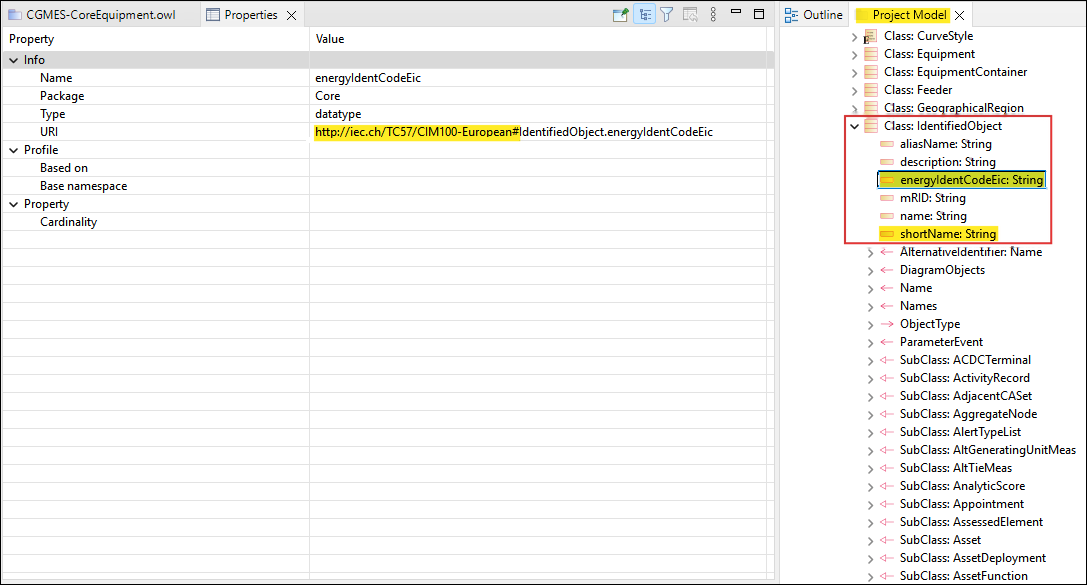 CGMES-CoreEquipment.owl
Properties
Property
Value
Info
Name
energyIdentCodeEic
Package
Core
Type
datatype
URI
http://iec.ch/TC57/CIM100-European#IdentifiedObject.energyIdentCodeEic
Profile
Based on
Base namespace
Property
Cardinality
Outline
Project Model
Class: CurveStyle
Class: Equipment
Class: EquipmentContainer
Class: Feeder
Class: GeographicalRegion
Class: IdentifiedObject
aliasName: String
description: String
energyIdentCodeEic: String
mRID: String
name: String
shortName: String
AlternativeIdentifier: Name
DiagramObjects
Name
Names
ObjectType
ParameterEvent
SubClass: ACDCTerminal
SubClass: ActivityRecord
SubClass: AdjacentCASet
SubClass: AggregateNode
SubClass: AlertTypeList
SubClass: AltGeneratingUnitMeas
SubClass: AltTieMeas
SubClass: AnalyticScore
SubClass: Appointment
SubClass: AssessedElement
SubClass: Asset
SubClass: AssetDeployment
SubClass: AssetFunction